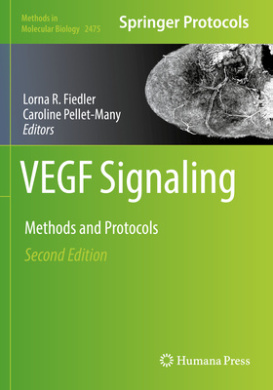 Methods in
Molecular Biology 2475
Springer Protocols
Lorna R. Fiedler
Caroline Pellet-Many
Editors
VEGF Signaling
Methods and Protocols
Second Edition
Humana Press